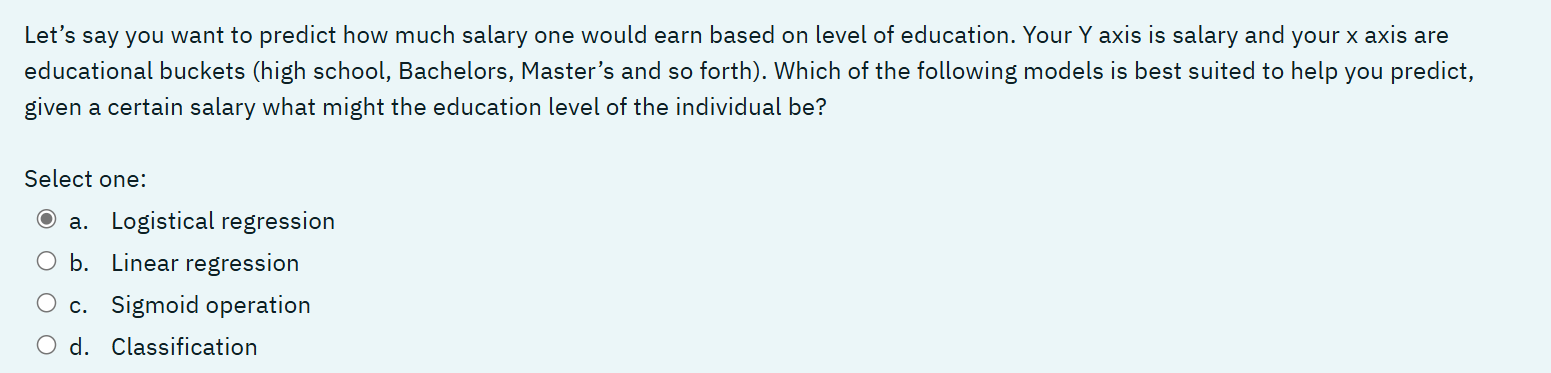 Let’s say you want to predict how much salary one would earn based on level of education. Your Y axis is salary and your x axis are
educational buckets (high school, Bachelors, Master’s and so forth). Which of the following models is best suited to help you predict,
given a certain salary what might the education level of the individual be?
Select one:
a. Logistical regression
b. Linear regression
c. Sigmoid operation
d. Classification